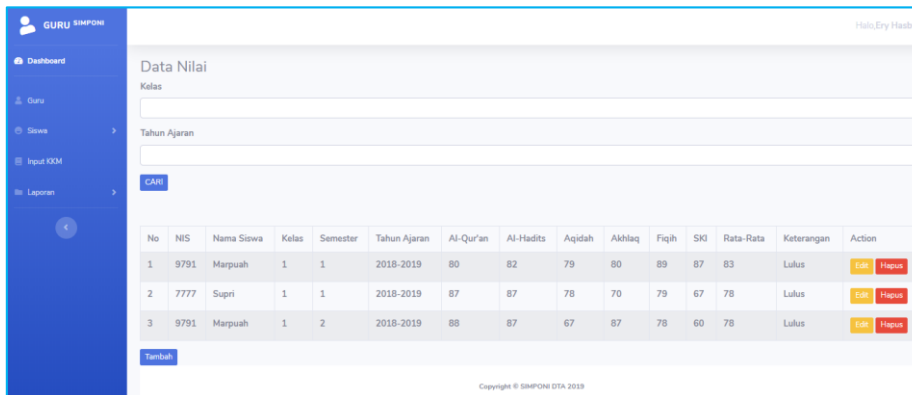 GURU SIMPONI
Halo,Ery Hasb
Dashboard
Guru
Siswa
Input KKM
Laporan
Data Nilai
Kelas
Tahun Ajaran
CARI
No NIS Nama Siswa Kelas Semester Tahun Ajaran Al-Qur'an Al-Hadits Aqidah Akhlaq Fiqih SKI Rata-Rata Keterangan Action
1 9791 Marpuah 1 1 2018-2019 80 82 79 80 89 87 83 Lulus Edit Hapus
2 7777 Supri 1 1 2018-2019 87 87 78 70 79 67 78 Lulus Edit Hapus
3 9791 Marpuah 1 2 2018-2019 88 87 67 87 78 60 78 Lulus Edit Hapus
Tambah
Copyright © SIMPONI DTA 2019